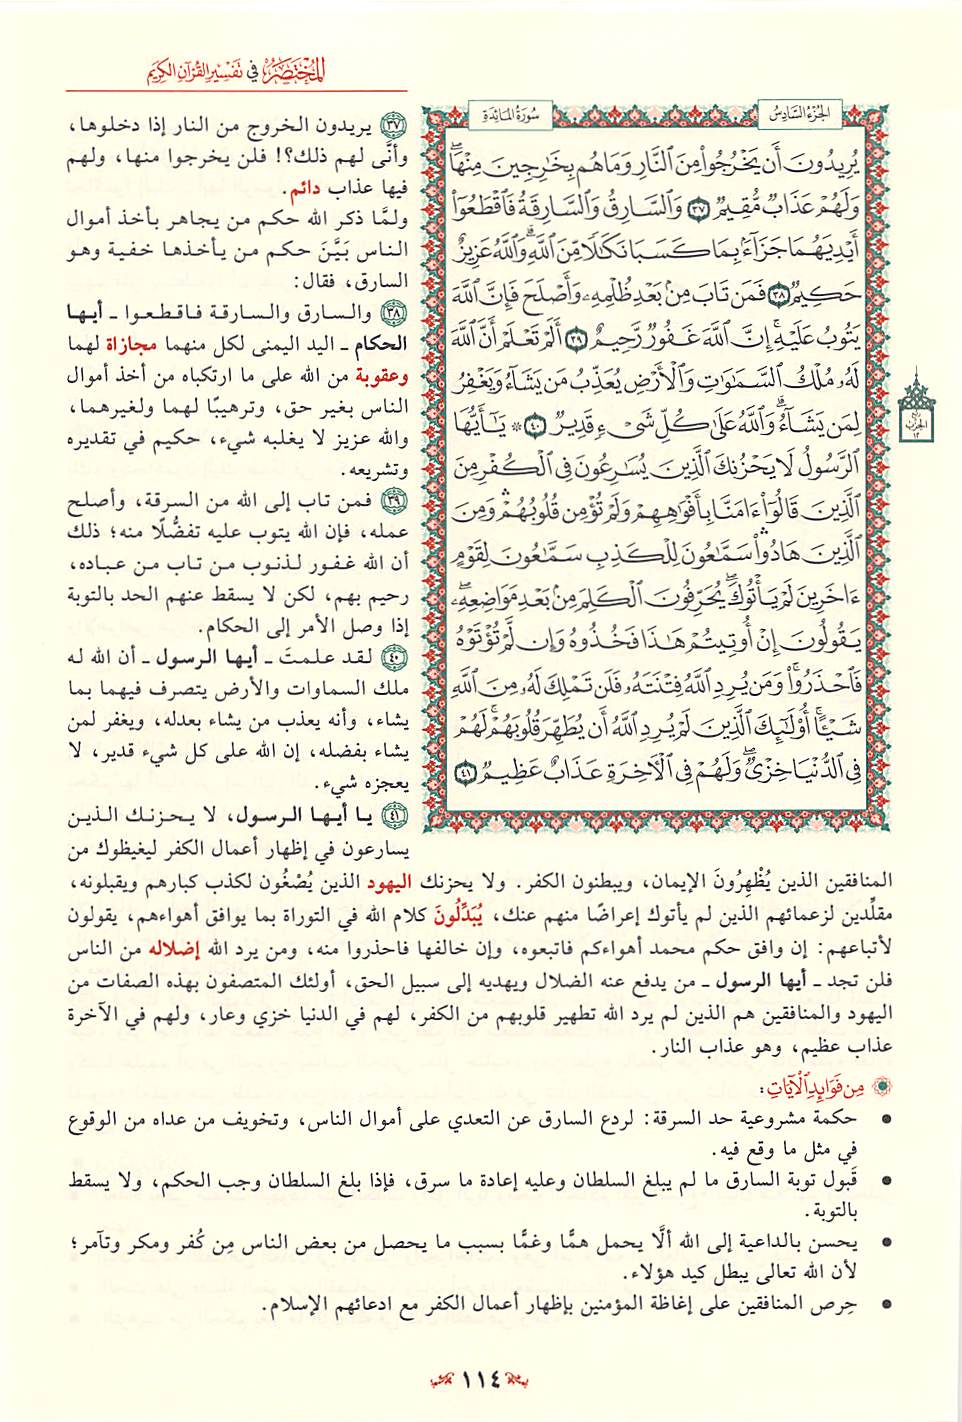 المختصر في تفسير القرآن الكريم
الجزء السادس
سورة المائدة
يُرِيدُونَ أَن يَخْرُجُوا۟ مِنَ ٱلنَّارِ وَمَا هُم بِخَـٰرِجِينَ مِنْهَا ۖ
وَلَهُمْ عَذَابٌ مُّقِيمٌ ٣٧ وَٱلسَّارِقُ وَٱلسَّارِقَةُ فَٱقْطَعُوٓا۟
أَيْدِيَهُمَا جَزَآءًۢ بِمَا كَسَبَا نَكَـٰلًا مِّنَ ٱللَّهِ ۗ وَٱللَّهُ عَزِيزٌ
حَكِيمٌ ٣٨ فَمَن تَابَ مِنۢ بَعْدِ ظُلْمِهِۦ وَأَصْلَحَ فَإِنَّ ٱللَّهَ
يَتُوبُ عَلَيْهِ ۗ إِنَّ ٱللَّهَ غَفُورٌ رَّحِيمٌ ٣٩ أَلَمْ تَعْلَمْ أَنَّ ٱللَّهَ
لَهُۥ مُلْكُ ٱلسَّمَـٰوَٰتِ وَٱلْأَرْضِ يُعَذِّبُ مَن يَشَآءُ وَيَغْفِرُ
لِمَن يَشَآءُ ۗ وَٱللَّهُ عَلَىٰ كُلِّ شَىْءٍ قَدِيرٌ ٤٠ ۞ يَـٰٓأَيُّهَا
ٱلرَّسُولُ لَا يَحْزُنكَ ٱلَّذِينَ يُسَـٰرِعُونَ فِى ٱلْكُفْرِ مِنَ
ٱلَّذِينَ قَالُوٓا۟ ءَامَنَّا بِأَفْوَٰهِهِمْ وَلَمْ تُؤْمِن قُلُوبُهُمْ ۛ وَمِنَ
ٱلَّذِينَ هَادُوا۟ ۛ سَمَّـٰعُونَ لِلْكَذِبِ سَمَّـٰعُونَ لِقَوْمٍ
ءَاخَرِينَ لَمْ يَأْتُوكَ ۖ يُحَرِّفُونَ ٱلْكَلِمَ مِنۢ بَعْدِ مَوَاضِعِهِۦ ۖ
يَقُولُونَ إِنْ أُوتِيتُمْ هَـٰذَا فَخُذُوهُ وَإِن لَّمْ تُؤْتَوْهُ
فَٱحْذَرُوا۟ ۚ وَمَن يُرِدِ ٱللَّهُ فِتْنَتَهُۥ فَلَن تَمْلِكَ لَهُۥ مِنَ ٱللَّهِ
شَيْـًٔا ۚ أُو۟لَـٰٓئِكَ ٱلَّذِينَ لَمْ يُرِدِ ٱللَّهُ أَن يُطَهِّرَ قُلُوبَهُمْ ۚ لَهُمْ
فِى ٱلدُّنْيَا خِزْىٌ ۖ وَلَهُمْ فِى ٱلْـَٔاخِرَةِ عَذَابٌ عَظِيمٌ ٤١
ربع
الحزب
١٢
٣٧ يريدون الخروج من النار إذا دخلوها،
وأنَّى لهم ذلك؟! فلن يخرجوا منها، ولهم
فيها عذاب دائم.
ولمَّا ذكر الله حكم من يجاهر بأخذ أموال
الناس بَيَّنَ حكم من يأخذها خفية وهو
السارق، فقال:
٣٨ والسارق والسارقة فاقطعوا ـ أيها
الحكام ـ اليد اليمنى لكل منهما مجازاة لهما
وعقوبة من الله على ما ارتكباه من أخذ أموال
الناس بغير حق، وترهيبًا لهما ولغيرهما،
والله عزيز لا يغلبه شيء، حكيم في تقديره
وتشريعه.
٣٩ فمن تاب إلى الله من السرقة، وأصلح
عمله، فإن الله يتوب عليه تفضُّلًا منه؛ ذلك
أن الله غفور لذنوب من تاب من عباده،
رحيم بهم، لكن لا يسقط عنهم الحد بالتوبة
إذا وصل الأمر إلى الحكام.
٤٠ لقد علمتَ ـ أيها الرسول ـ أن الله له
ملك السماوات والأرض يتصرف فيهما بما
يشاء، وأنه يعذب من يشاء بعدله، ويغفر لمن
يشاء بفضله، إن الله على كل شيء قدير، لا
يعجزه شيء.
٤١ يا أيها الرسول، لا يحزنك الذين
يسارعون في إظهار أعمال الكفر ليغيظوك من
المنافقين الذين يُظْهِرُونَ الإيمان، ويبطنون الكفر. ولا يحزنك اليهود الذين يُصْغُون لكذب كبارهم ويقبلونه،
مقلِّدين لزعمائهم الذين لم يأتوك إعراضًا منهم عنك، يُبَدِّلُونَ كلام الله في التوراة بما يوافق أهواءهم، يقولون
لأتباعهم: إن وافق حكم محمد أهواءكم فاتبعوه، وإن خالفها فاحذروا منه، ومن يرد الله إضلاله من الناس
فلن تجد ـ أيها الرسول ـ من يدفع عنه الضلال ويهديه إلى سبيل الحق، أولئك المتصفون بهذه الصفات من
اليهود والمنافقين هم الذين لم يرد الله تطهير قلوبهم من الكفر، لهم في الدنيا خزي وعار، ولهم في الآخرة
عذاب عظيم، وهو عذاب النار.
من فوائد الآيات:
• حكمة مشروعية حد السرقة: لردع السارق عن التعدي على أموال الناس، وتخويف من عداه من الوقوع
في مثل ما وقع فيه.
• قَبول توبة السارق ما لم يبلغ السلطان وعليه إعادة ما سرق، فإذا بلغ السلطان وجب الحكم، ولا يسقط
بالتوبة.
• يحسن بالداعية إلى الله ألَّا يحمل همًّا وغمًّا بسبب ما يحصل من بعض الناس مِن كُفر ومكر وتآمر؛
لأن الله تعالى يبطل كيد هؤلاء.
• حِرص المنافقين على إغاظة المؤمنين بإظهار أعمال الكفر مع ادعائهم الإسلام.
١١٤